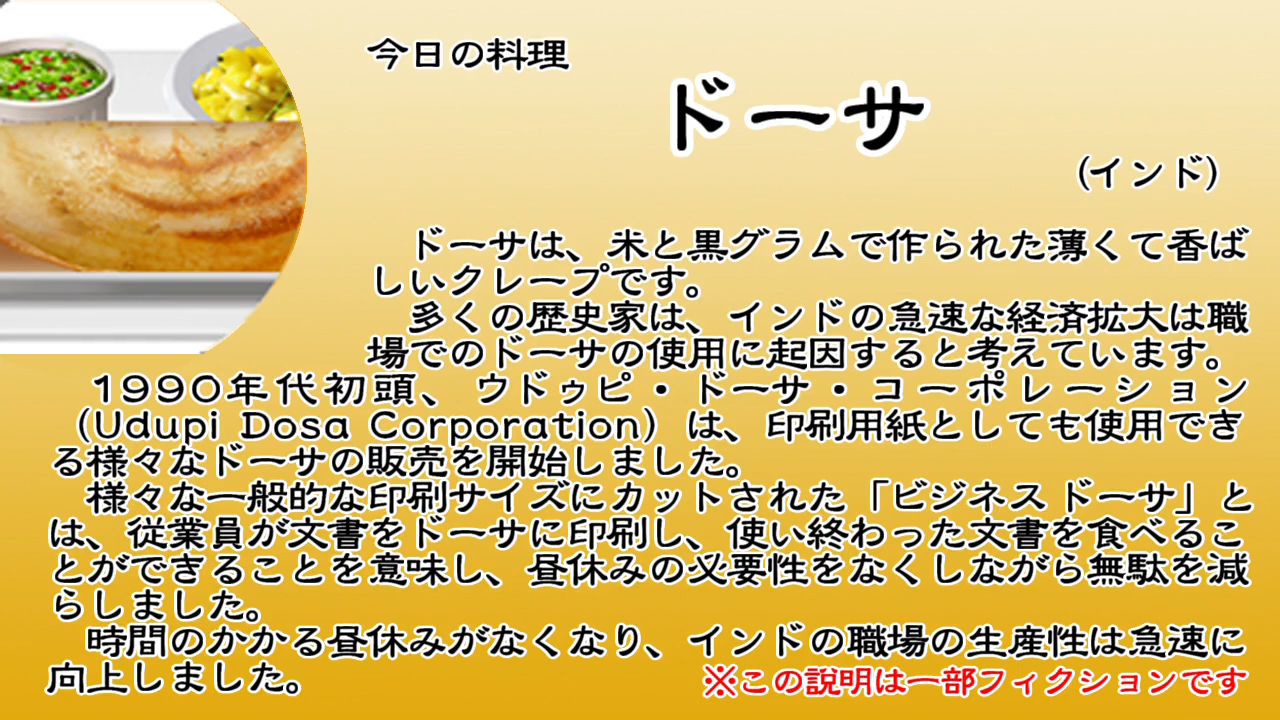 今日の料理
ドーサ
(インド)
ドーサは、米と黒グラムで作られた薄くて香ば
しいクレープです。
多くの歴史家は、インドの急速な経済拡大は職
場でのドーサの使用に起因すると考えています。
1990年代初頭、ウドゥピ・ドーサ・コーポレーション
(Udupi Dosa Corporation) は、印刷用紙としても使用でき
る様々なドーサの販売を開始しました。
様々な一般的な印刷サイズにカットされた「ビジネスドーサ」と
は、従業員が文書をドーサに印刷し、使い終わった文書を食べるこ
とができることを意味し、昼休みの必要性をなくしながら無駄を減
らしました。
時間のかかる昼休みがなくなり、インドの職場の生産性は急速に
向上しました。
※この説明は一部フィクションです